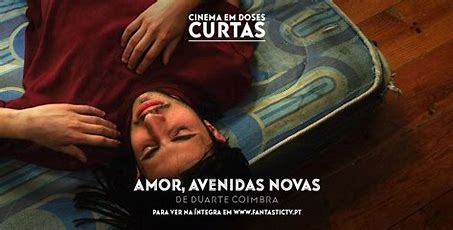 CINEMA EM DOSES
CURTAS
AMOR, AVENIDAS NOVAS
DE DUARTE COIMBRA
PARA VER NA ÍNTEGRA EM WWW.FANTASTICTV.PT